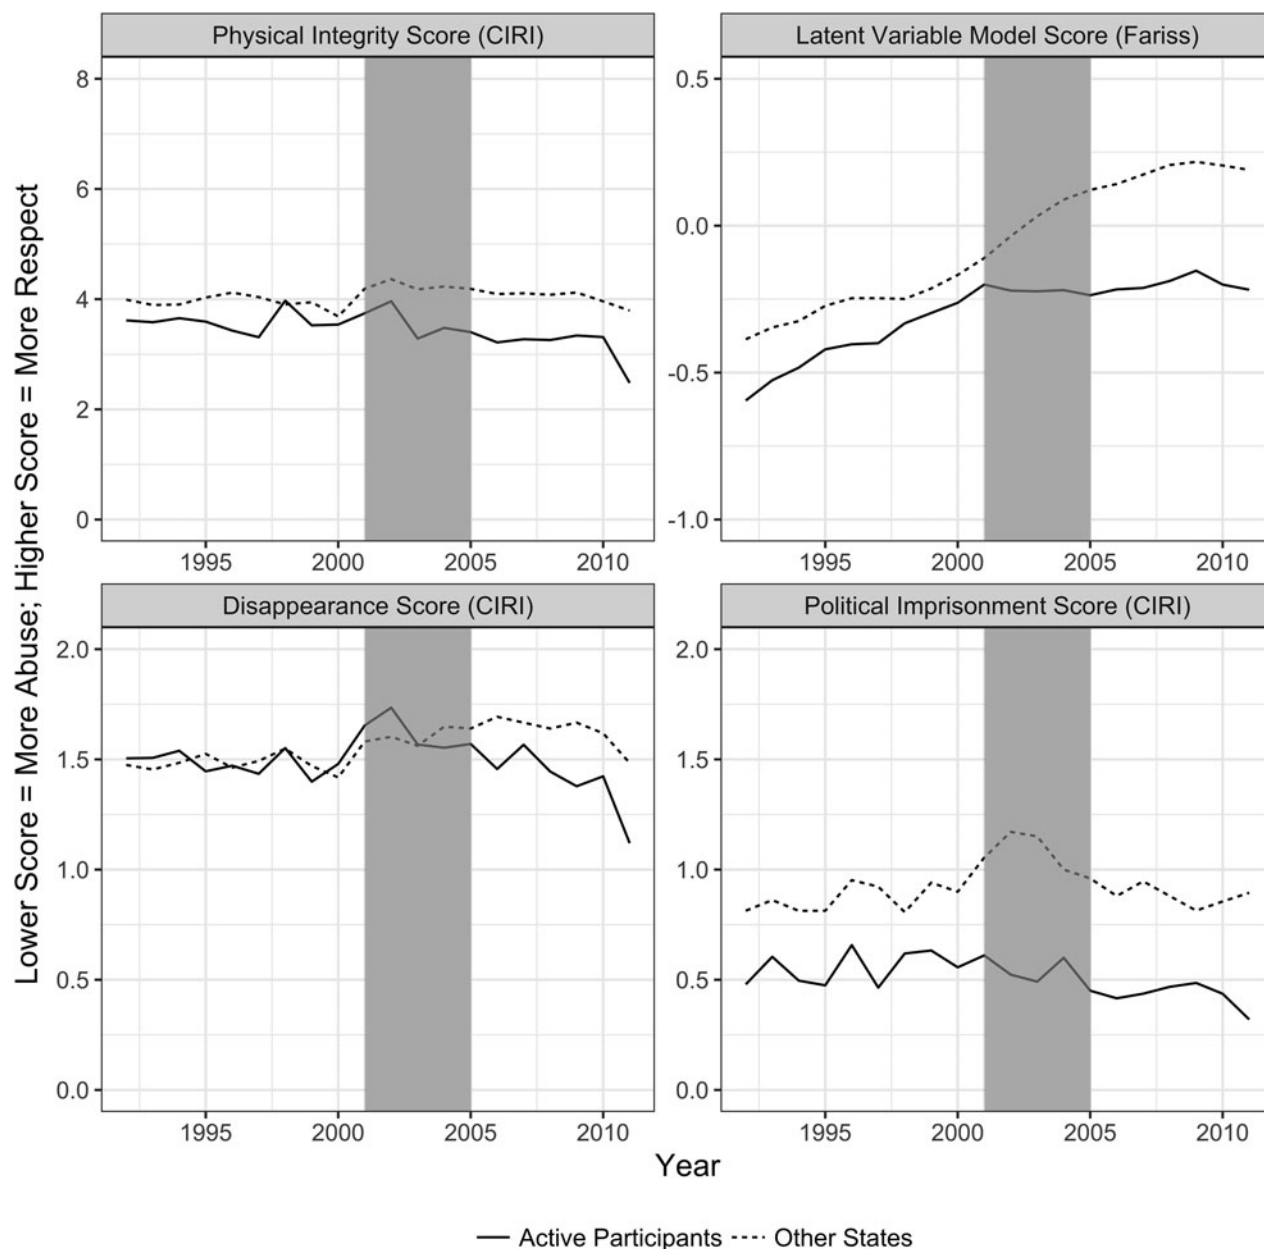 Physical Integrity Score (CIRI)
Latent Variable Model Score (Fariss)
8
6
4
2
0
1995 2000 2005 2010
0.5
0.0
-0.5
-1.0
1995 2000 2005 2010
Lower Score = More Abuse; Higher Score = More Respect
Disappearance Score (CIRI)
Political Imprisonment Score (CIRI)
2.0
1.5
1.0
0.5
0.0
1995 2000 2005 2010
2.0
1.5
1.0
0.5
0.0
1995 2000 2005 2010
Year
Active Participants Other States